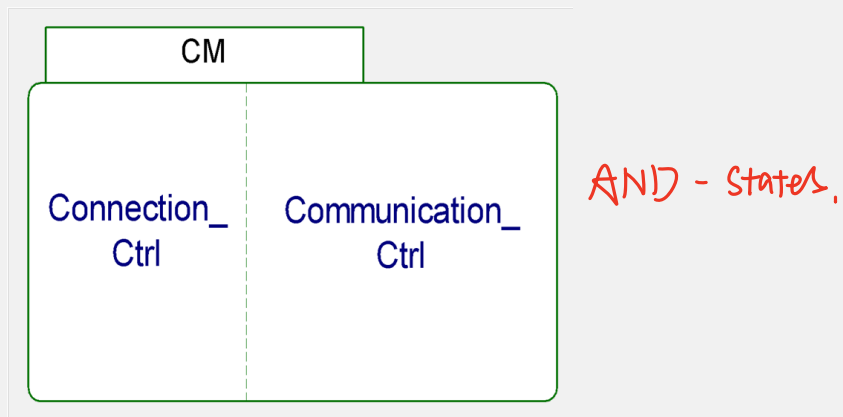 CM
Connection_
Ctrl
Communication_
Ctrl
AND - States.